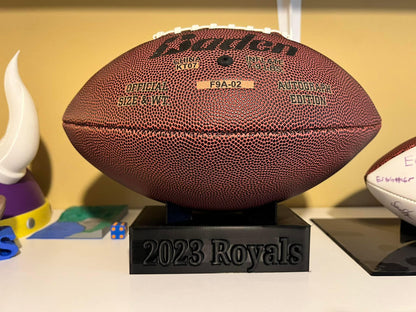 Baden
F9A-02
OFFICIAL
SIZE & WT.
AUTOGRAPH
EDITION
2023 Royals